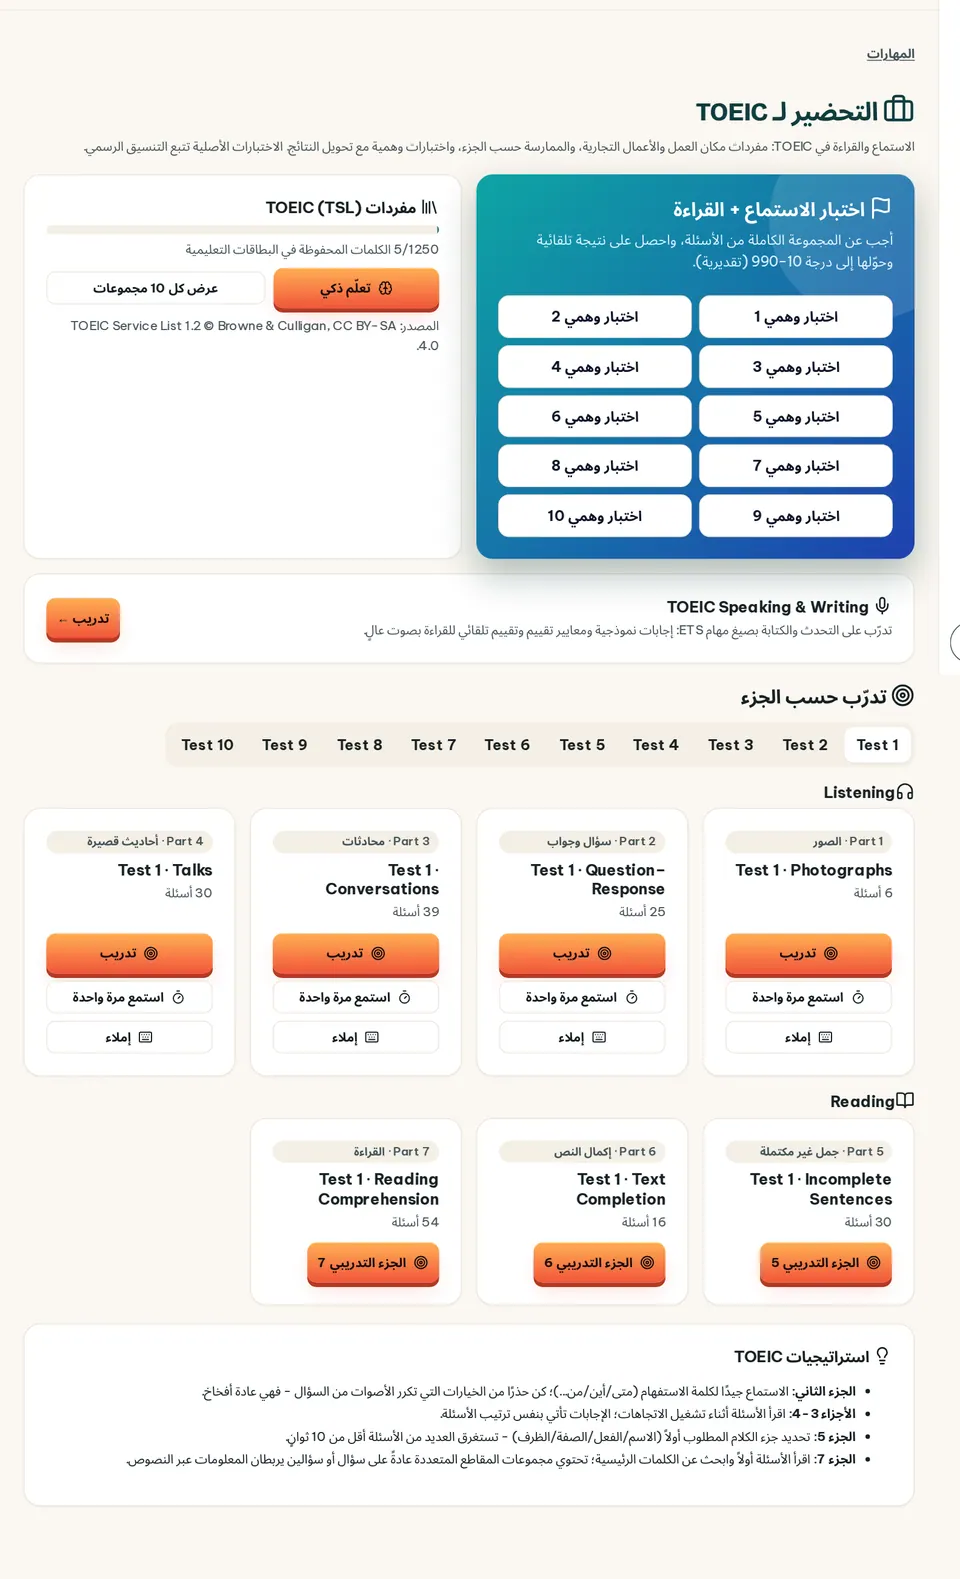 المهارات
التحضير لـ TOEIC
الاستماع والقراءة في TOEIC: مفردات مكان العمل والأعمال التجارية، والممارسة حسب الجزء، واختبارات وهمية مع تحويل النتائج. الاختبارات الأصلية تتبع التنسيق الرسمي.
اختبار الاستماع + القراءة
أجب عن المجموعة الكاملة من الأسئلة، واحصل على نتيجة تلقائية
وحوّلها إلى درجة 10–990 (تقديرية).
اختبار وهمي 1
اختبار وهمي 2
اختبار وهمي 3
اختبار وهمي 4
اختبار وهمي 5
اختبار وهمي 6
اختبار وهمي 7
اختبار وهمي 8
اختبار وهمي 9
اختبار وهمي 10
مفردات TOEIC (TSL)
5/1250 الكلمات المحفوظة في البطاقات التعليمية
تعلّم ذكي
عرض كل 10 مجموعات
المصدر: TOEIC Service List 1.2 © Browne & Culligan, CC BY-SA
4.0.
TOEIC Speaking & Writing
تدرّب على التحدث والكتابة بصيغ مهام ETS: إجابات نموذجية ومعايير تقييم وتقييم تلقائي للقراءة بصوت عالٍ.
تدريب ←
تدرّب حسب الجزء
Test 1
Test 2
Test 3
Test 4
Test 5
Test 6
Test 7
Test 8
Test 9
Test 10
Listening
Part 1 · الصور
Test 1 · Photographs
6 أسئلة
تدريب
استمع مرة واحدة
إملاء
Part 2 · سؤال وجواب
Test 1 · Question–
Response
25 أسئلة
تدريب
استمع مرة واحدة
إملاء
Part 3 · محادثات
Test 1 ·
Conversations
39 أسئلة
تدريب
استمع مرة واحدة
إملاء
Part 4 · أحاديث قصيرة
Test 1 · Talks
30 أسئلة
تدريب
استمع مرة واحدة
إملاء
Reading
Part 5 · جمل غير مكتملة
Test 1 · Incomplete
Sentences
30 أسئلة
الجزء التدريبي 5
Part 6 · إكمال النص
Test 1 · Text
Completion
16 أسئلة
الجزء التدريبي 6
Part 7 · القراءة
Test 1 · Reading
Comprehension
54 أسئلة
الجزء التدريبي 7
استراتيجيات TOEIC
• الجزء الثاني: الاستماع جيدًا لكلمة الاستفهام (متى/أين/من...)؛ كن حذرًا من الخيارات التي تكرر الأصوات من السؤال – فهي عادة أفخاخ.
• الأجزاء 3-4: اقرأ الأسئلة أثناء تشغيل الاتجاهات؛ الإجابات تأتي بنفس ترتيب الأسئلة.
• الجزء 5: تحديد جزء الكلام المطلوب أولاً (الاسم/الفعل/الصفة/الظرف) – تستغرق العديد من الأسئلة أقل من 10 ثوانٍ.
• الجزء 7: اقرأ الأسئلة أولاً وابحث عن الكلمات الرئيسية؛ تحتوي مجموعات المقاطع المتعددة عادةً على سؤال أو سؤالين يربطان المعلومات عبر النصوص.